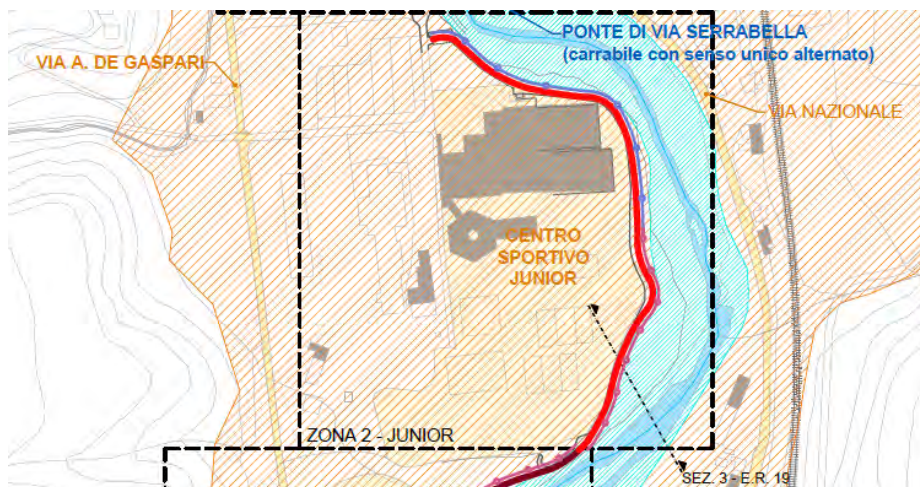 PONTE DI VIA SERRABELLA
(carrabile con senso unico alternato)
VIA A. DE GASPARI
VIA NAZIONALE
CENTRO
SPORTIVO
JUNIOR
ZONA 2 - JUNIOR
SEZ. 3 - E.R. 19